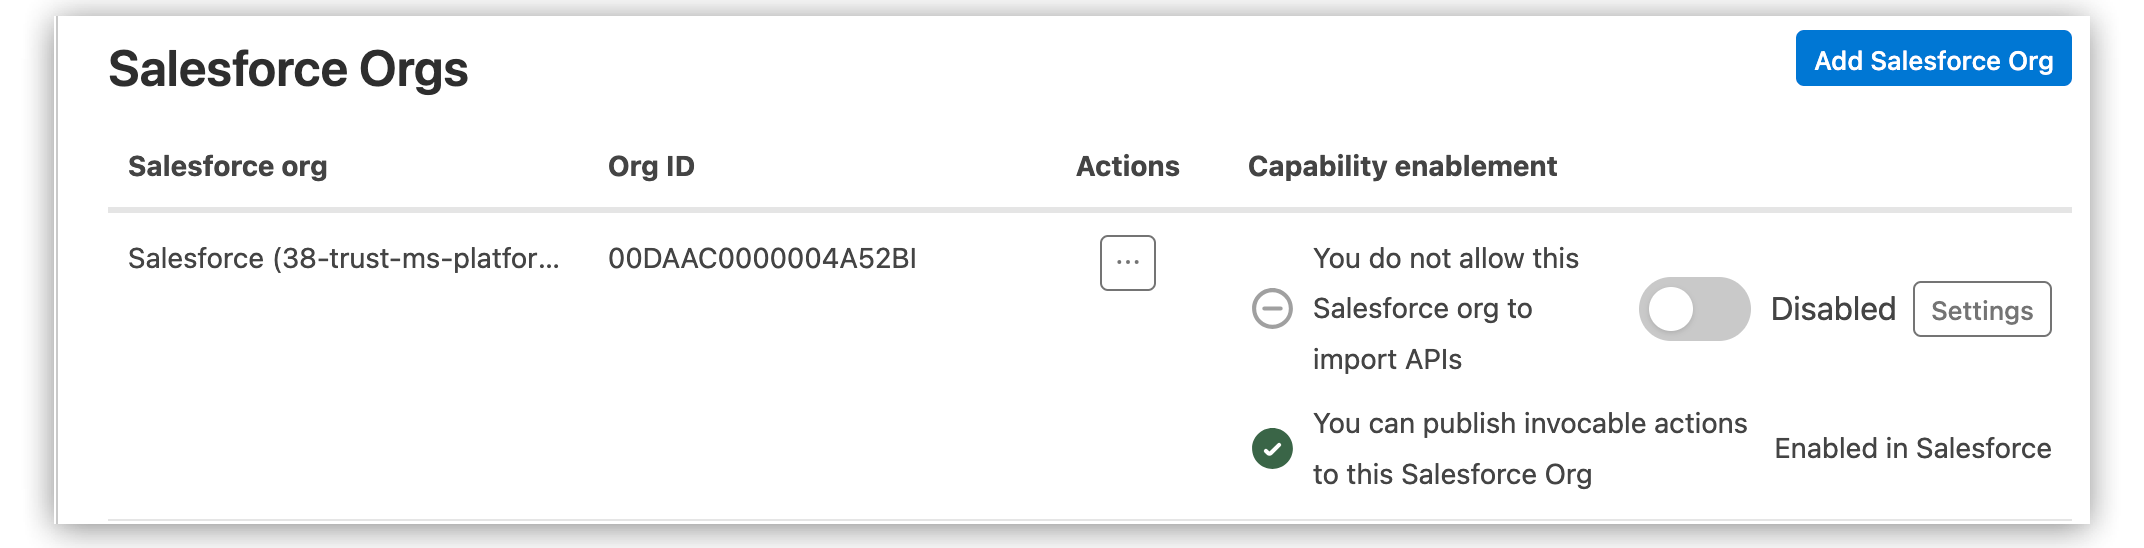 Salesforce Orgs
Add Salesforce Org
Salesforce org
Org ID
Actions
Capability enablement
Salesforce (38-trust-ms-platfor...
00DAAC0000004A52BI
...
You do not allow this
Salesforce org to
import APIs
Disabled
Settings
You can publish invocable actions
to this Salesforce Org
Enabled in Salesforce